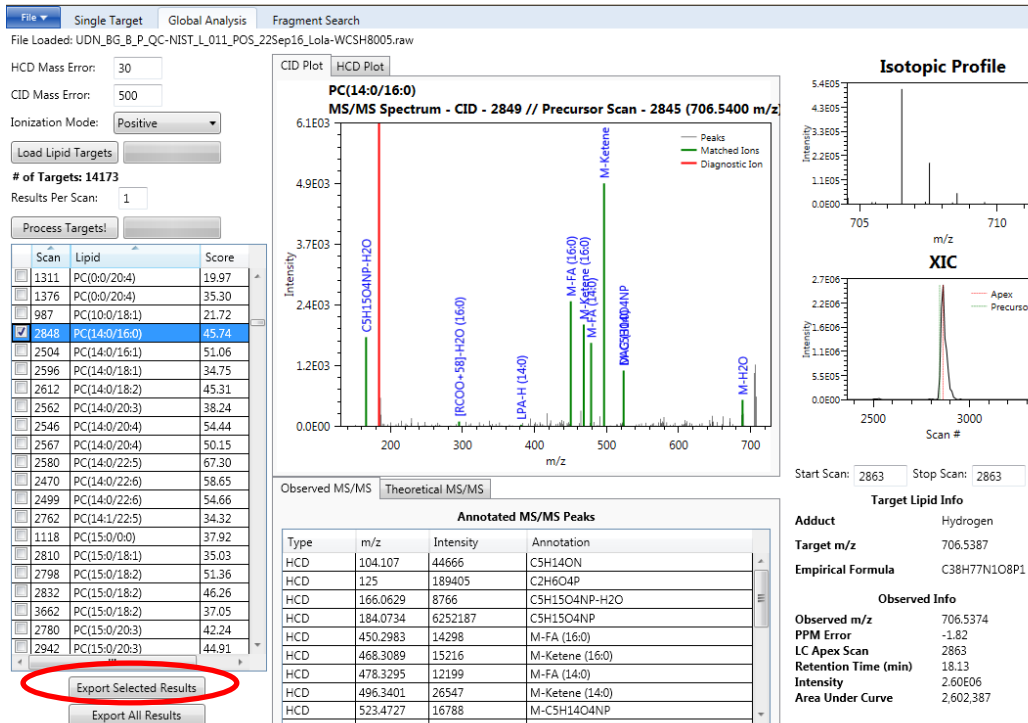 File Single Target Global Analysis Fragment Search
File Loaded: UDN_BG_B_P_QC-NIST_L_011_POS_22Sep16_Lola-WCSH8005.raw
HCD Mass Error: 30
CID Mass Error: 500
Ionization Mode: Positive
Load Lipid Targets
# of Targets: 14173
Results Per Scan: 1
Process Targets!
Scan Lipid Score
1311 PC(0:0/20:4) 19.97
1376 PC(0:0/20:4) 35.30
987 PC(10:0/18:1) 21.72
2848 PC(14:0/16:0) 45.74
2504 PC(14:0/16:1) 51.06
2596 PC(14:0/18:1) 34.75
2612 PC(14:0/18:2) 45.31
2562 PC(14:0/20:3) 38.24
2546 PC(14:0/20:4) 54.44
2567 PC(14:0/20:4) 50.15
2580 PC(14:0/22:5) 67.30
2470 PC(14:0/22:6) 58.65
2499 PC(14:0/22:6) 54.66
2762 PC(14:1/22:5) 34.32
1118 PC(15:0/0:0) 37.92
2810 PC(15:0/18:1) 35.03
2798 PC(15:0/18:2) 51.36
2832 PC(15:0/18:2) 46.26
3662 PC(15:0/18:2) 37.05
2780 PC(15:0/20:3) 42.24
2942 PC(15:0/20:3) 44.91
Export Selected Results
Export All Results
CID Plot HCD Plot
PC(14:0/16:0)
MS/MS Spectrum - CID - 2849 // Precursor Scan - 2845 (706.5400 m/z)
6.1E03
4.9E03
3.7E03
2.4E03
1.2E03
0.0E00
Intensity
200 300 400 500 600 700
m/z
Peaks
Matched Ions
Diagnostic Ion
C5H15O4NP-H2O
[RCOO+58]-H2O (16:0)
LPA-H (14:0)
M-FA (16:0)
M-Ketene (16:0)
M-FA (14:0)
M-Ketene
M-H2O
Observed MS/MS Theoretical MS/MS
Annotated MS/MS Peaks
Type m/z Intensity Annotation
HCD 104.107 44666 C5H14ON
HCD 125 189405 C2H6O4P
HCD 166.0629 8766 C5H15O4NP-H2O
HCD 184.0734 6252187 C5H15O4NP
HCD 450.2983 14298 M-FA (16:0)
HCD 468.3089 15216 M-Ketene (16:0)
HCD 478.3295 12199 M-FA (14:0)
HCD 496.3401 26547 M-Ketene (14:0)
HCD 523.4727 16788 M-C5H14O4NP
Isotopic Profile
5.4E05
4.3E05
3.3E05
2.2E05
1.1E05
0.0E00
Intensity
705 710
m/z
XIC
2.7E06
2.2E06
1.6E06
1.1E06
5.5E05
0.0E00
Intensity
Apex
Precurso
2500 3000
Scan #
Start Scan: 2863 Stop Scan: 2863
Target Lipid Info
Adduct Hydrogen
Target m/z 706.5387
Empirical Formula C38H77N1O8P1
Observed Info
Observed m/z 706.5374
PPM Error -1.82
LC Apex Scan 2863
Retention Time (min) 18.13
Intensity 2.60E06
Area Under Curve 2,602,387